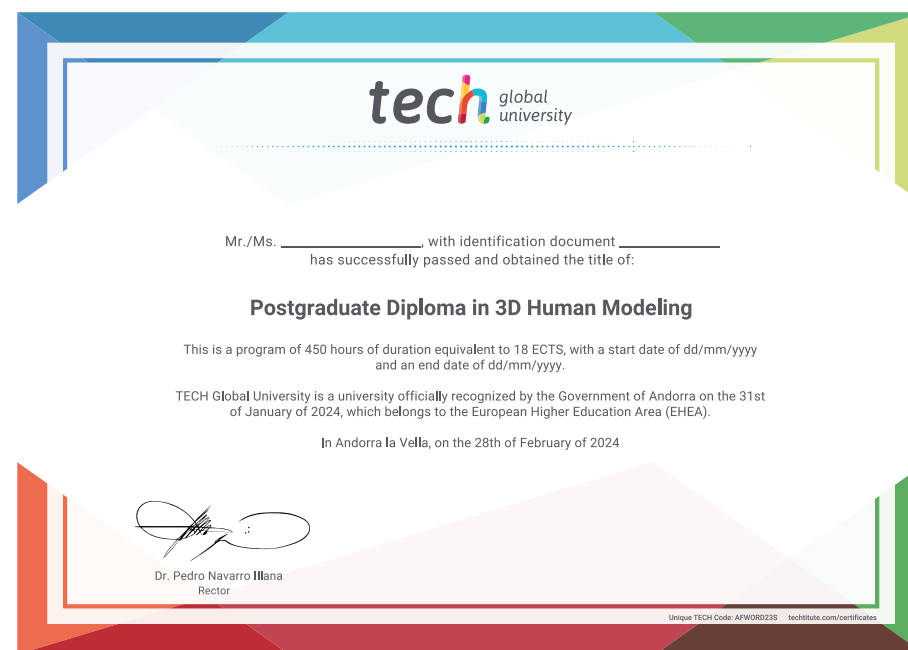 tech global university
Mr./Ms. ____________________, with identification document ______________
has successfully passed and obtained the title of:
Postgraduate Diploma in 3D Human Modeling
This is a program of 450 hours of duration equivalent to 18 ECTS, with a start date of dd/mm/yyyy
and an end date of dd/mm/yyyy.
TECH Global University is a university officially recognized by the Government of Andorra on the 31st
of January of 2024, which belongs to the European Higher Education Area (EHEA).
In Andorra la Vella, on the 28th of February of 2024
Dr. Pedro Navarro Illana
Rector
Unique TECH Code: AFWORD23S techtitute.com/certificates